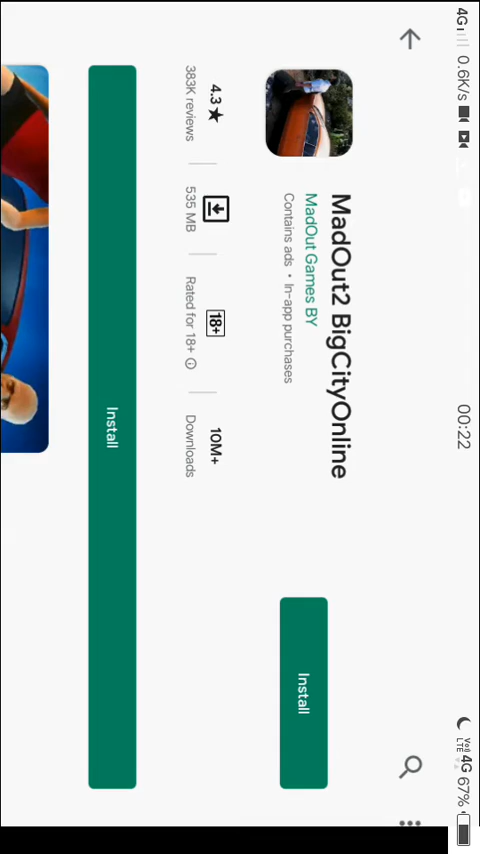 4G 0.6K/s 00:22 VoLTE 4G 67%
MadOut2 BigCityOnline
MadOut Games BY
Contains ads • In-app purchases
Install
4.3★ 18+ 10M+
383K reviews 535 MB Rated for 18+ Downloads
Install